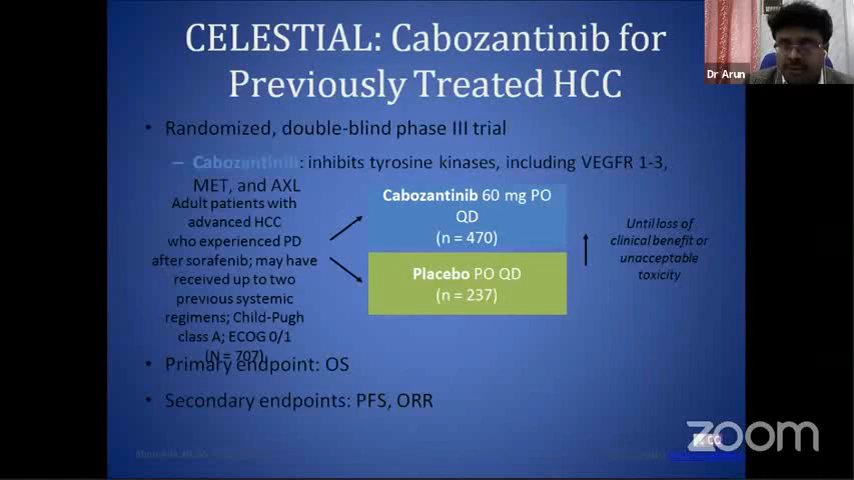 CELESTIAL: Cabozantinib for
Previously Treated HCC
Dr Arun
• Randomized, double-blind phase III trial
– Cabozantinib: inhibits tyrosine kinases, including VEGFR 1-3,
MET, and AXL
Adult patients with
advanced HCC
who experienced PD
after sorafenib; may have
received up to two
previous systemic
regimens; Child-Pugh
class A; ECOG 0/1
(N = 707)
Cabozantinib 60 mg PO
QD
(n = 470)
Placebo PO QD
(n = 237)
Until loss of
clinical benefit or
unacceptable
toxicity
• Primary endpoint: OS
• Secondary endpoints: PFS, ORR
zoom